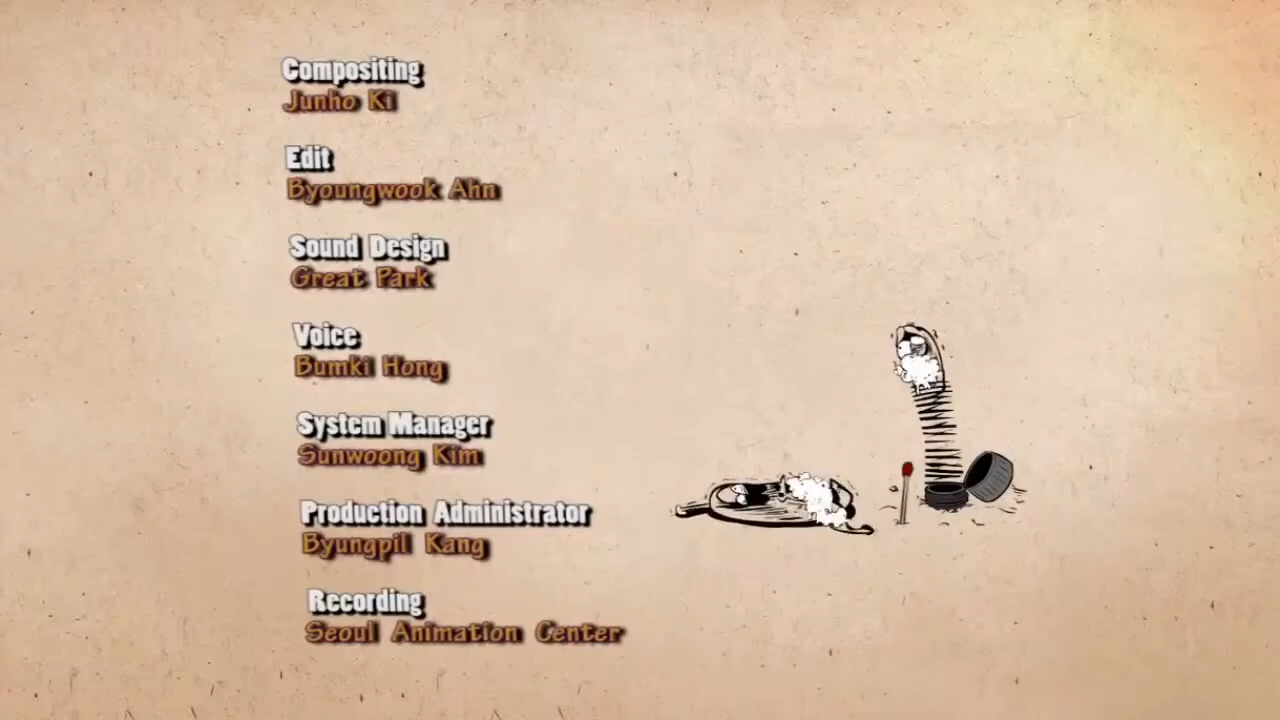 Compositing
Junho Ki
Edit
Byoungwook Ahn
Sound Design
Great Park
Voice
Bumki Hong
System Manager
Sunwoong Kim
Production Administrator
Byungpil Kang
Recording
Seoul Animation Center